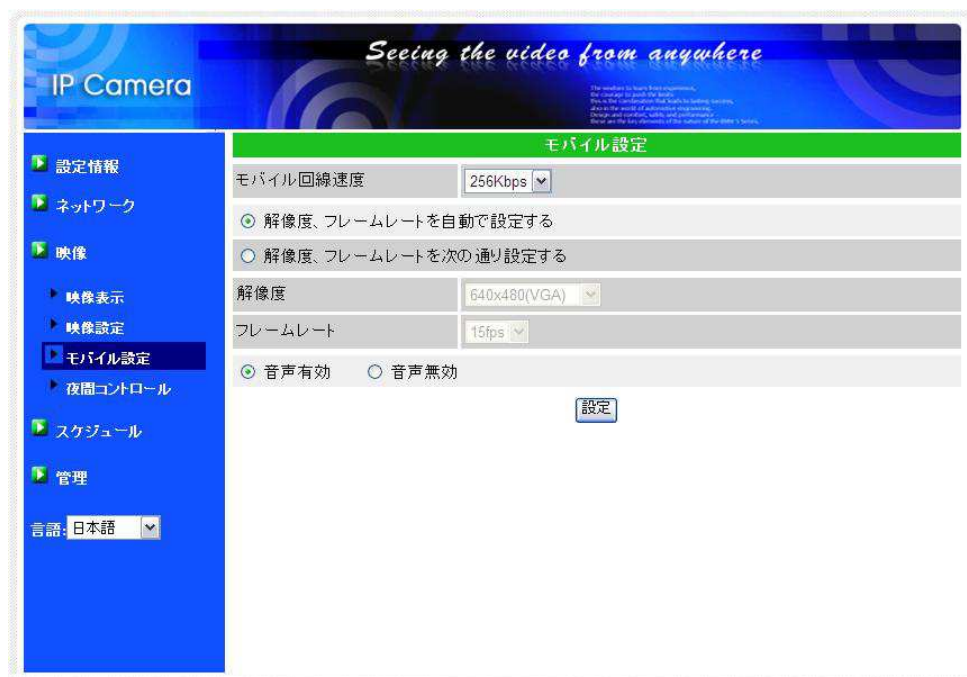 Seeing the video from anywhere
IP Camera
設定情報
ネットワーク
映像
映像表示
映像設定
モバイル設定
夜間コントロール
スケジュール
管理
言語:日本語
モバイル設定
モバイル回線速度 256Kbps
解像度、フレームレートを自動で設定する
解像度、フレームレートを次の通り設定する
解像度 640x480(VGA)
フレームレート 15fps
音声有効 音声無効
設定